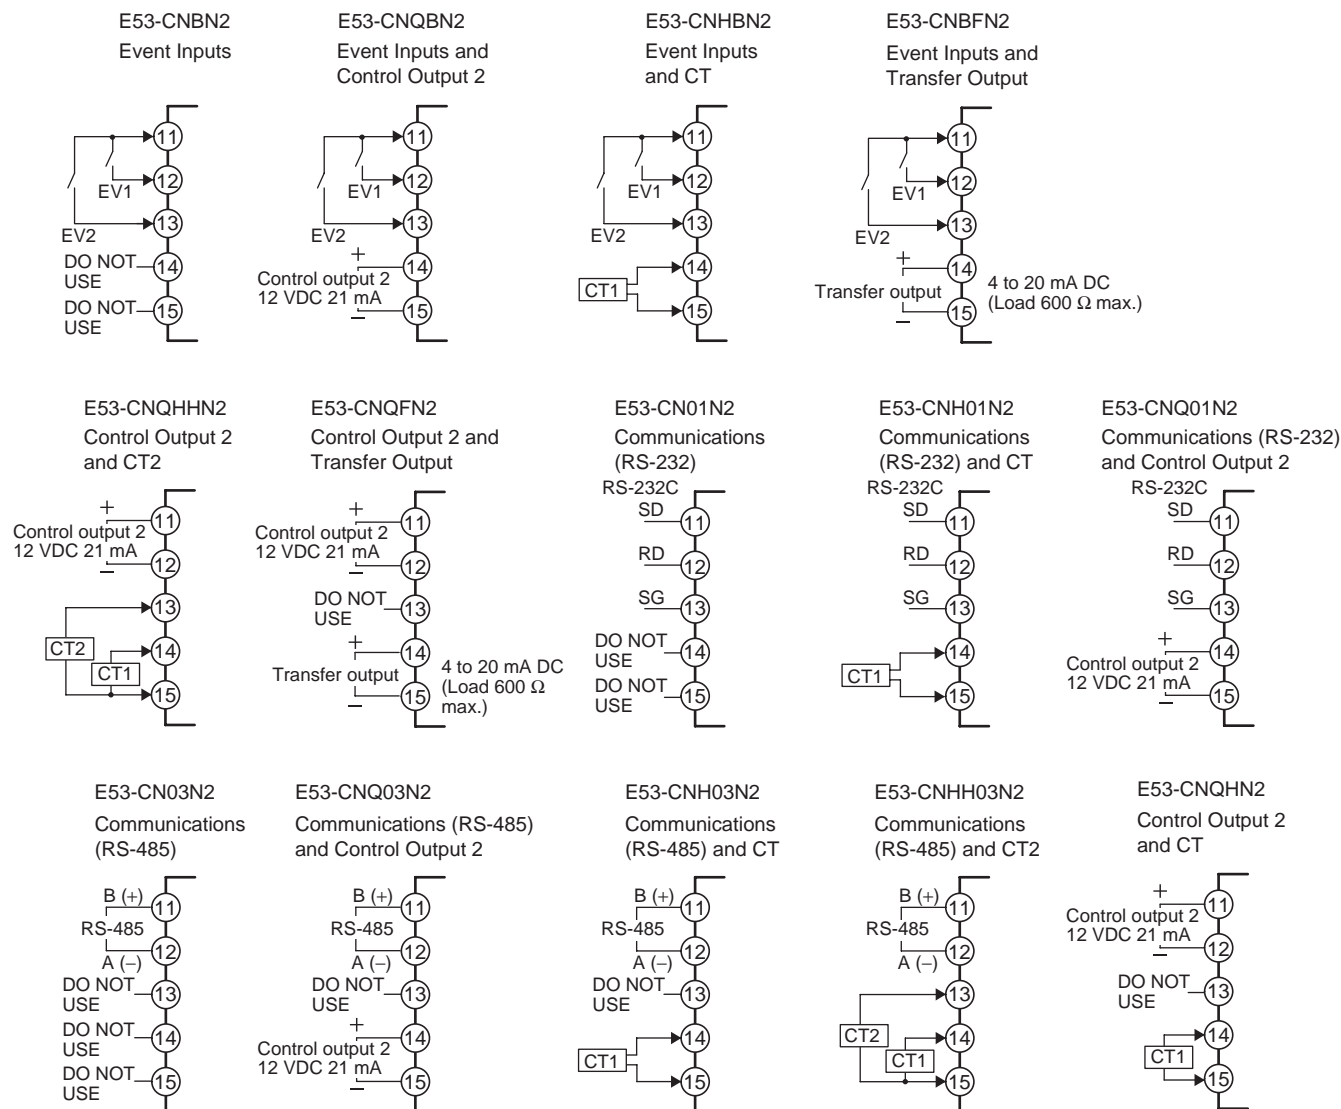 E53-CNBN2
Event Inputs
11
EV1
12
EV2
13
DO NOT
USE
14
DO NOT
USE
15
E53-CNQBN2
Event Inputs and
Control Output 2
11
EV1
12
EV2
13
+
Control output 2
12 VDC 21 mA
−
14
15
E53-CNHBN2
Event Inputs
and CT
11
EV1
12
EV2
13
CT1
14
15
E53-CNBFN2
Event Inputs and
Transfer Output
11
EV1
12
EV2
13
+
Transfer output
−
14
15
4 to 20 mA DC
(Load 600 Ω max.)
E53-CNQHHN2
Control Output 2
and CT2
+
Control output 2
12 VDC 21 mA
−
11
12
13
CT2
CT1
14
15
E53-CNQFN2
Control Output 2 and
Transfer Output
+
Control output 2
12 VDC 21 mA
−
11
12
DO NOT
USE
13
+
Transfer output
−
14
15
4 to 20 mA DC
(Load 600 Ω
max.)
E53-CN01N2
Communications
(RS-232)
RS-232C
SD
11
RD
12
SG
13
DO NOT
USE
14
DO NOT
USE
15
E53-CNH01N2
Communications
(RS-232) and CT
RS-232C
SD
11
RD
12
SG
13
CT1
14
15
E53-CNQ01N2
Communications (RS-232)
and Control Output 2
RS-232C
SD
11
RD
12
SG
13
+
Control output 2
12 VDC 21 mA
−
14
15
E53-CN03N2
Communications
(RS-485)
B (+)
RS-485
A (−)
11
12
DO NOT
USE
13
DO NOT
USE
14
DO NOT
USE
15
E53-CNQ03N2
Communications (RS-485)
and Control Output 2
B (+)
RS-485
A (−)
11
12
DO NOT
USE
13
+
Control output 2
12 VDC 21 mA
−
14
15
E53-CNH03N2
Communications
(RS-485) and CT
B (+)
RS-485
A (−)
11
12
DO NOT
USE
13
CT1
14
15
E53-CNHH03N2
Communications
(RS-485) and CT2
B (+)
RS-485
A (−)
11
12
13
CT2
CT1
14
15
E53-CNQHN2
Control Output 2
and CT
+
Control output 2
12 VDC 21 mA
−
11
12
DO NOT
USE
13
CT1
14
15